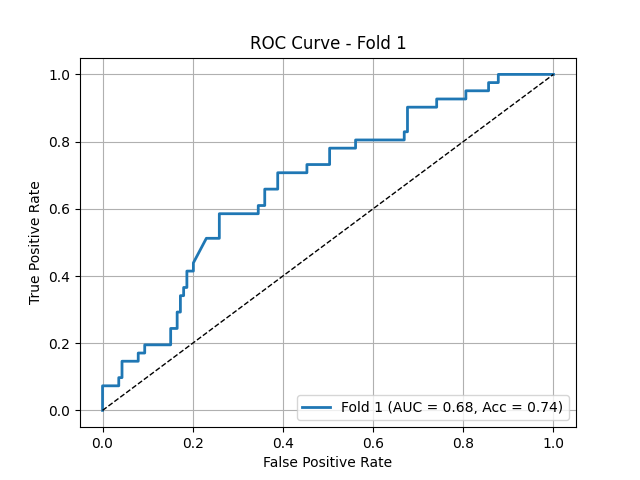 ROC Curve - Fold 1
True Positive Rate
1.0
0.8
0.6
0.4
0.2
0.0
Fold 1 (AUC = 0.68, Acc = 0.74)
0.0 0.2 0.4 0.6 0.8 1.0
False Positive Rate